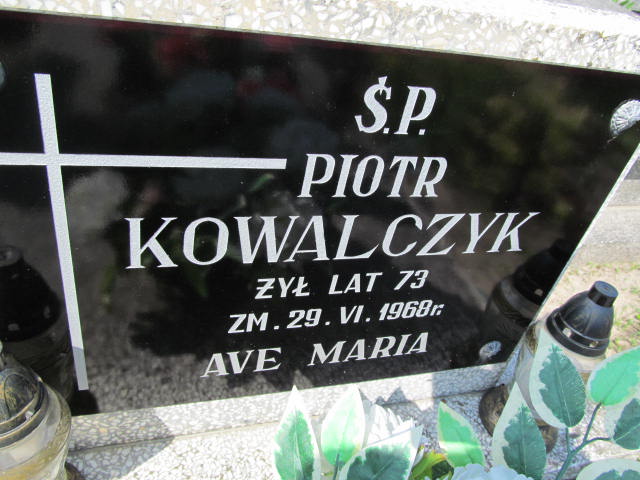 Ś.P.
PIOTR
KOWALCZYK
ŻYŁ LAT 73
ZM. 29. VI. 1968r.
AVE MARIA